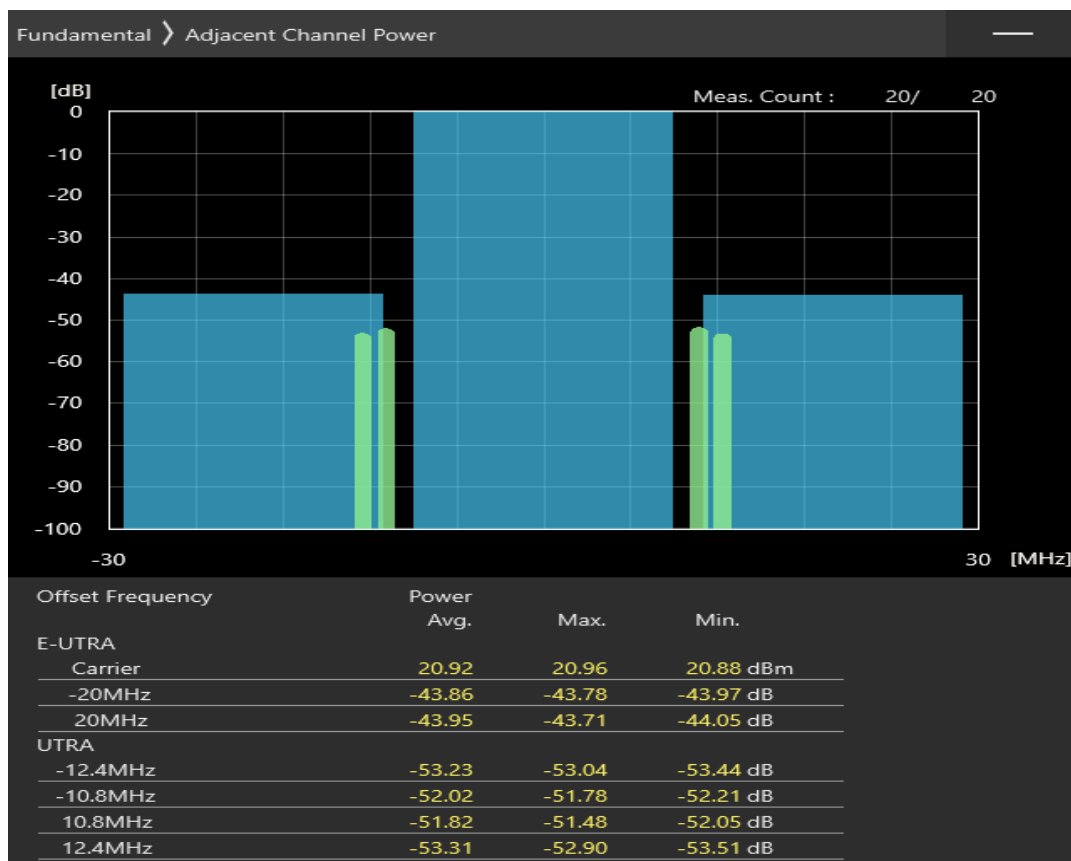 Fundamental 〉 Adjacent Channel Power
[dB]
Meas. Count : 20/ 20
0
-10
-20
-30
-40
-50
-60
-70
-80
-90
-100
-30 30 [MHz]
Offset Frequency Power
Avg. Max. Min.
E-UTRA
Carrier 20.92 20.96 20.88 dBm
-20MHz -43.86 -43.78 -43.97 dB
20MHz -43.95 -43.71 -44.05 dB
UTRA
-12.4MHz -53.23 -53.04 -53.44 dB
-10.8MHz -52.02 -51.78 -52.21 dB
10.8MHz -51.82 -51.48 -52.05 dB
12.4MHz -53.31 -52.90 -53.51 dB